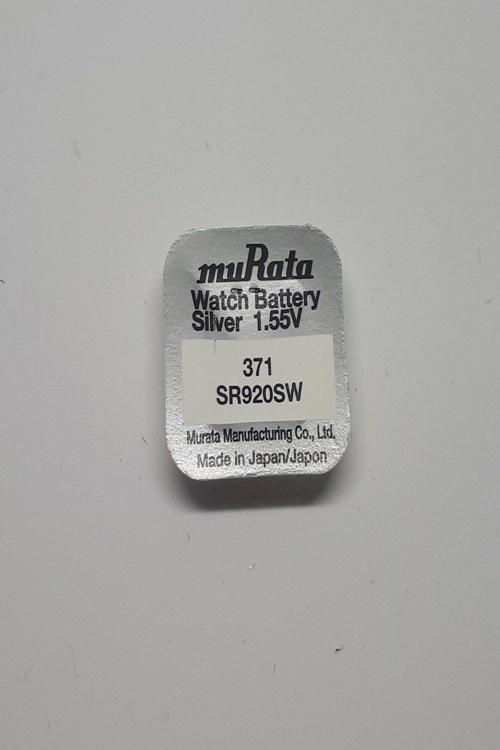 muRata
Watch Battery
Silver 1.55V
371
SR920SW
Murata Manufacturing Co., Ltd.
Made in Japan/Japon